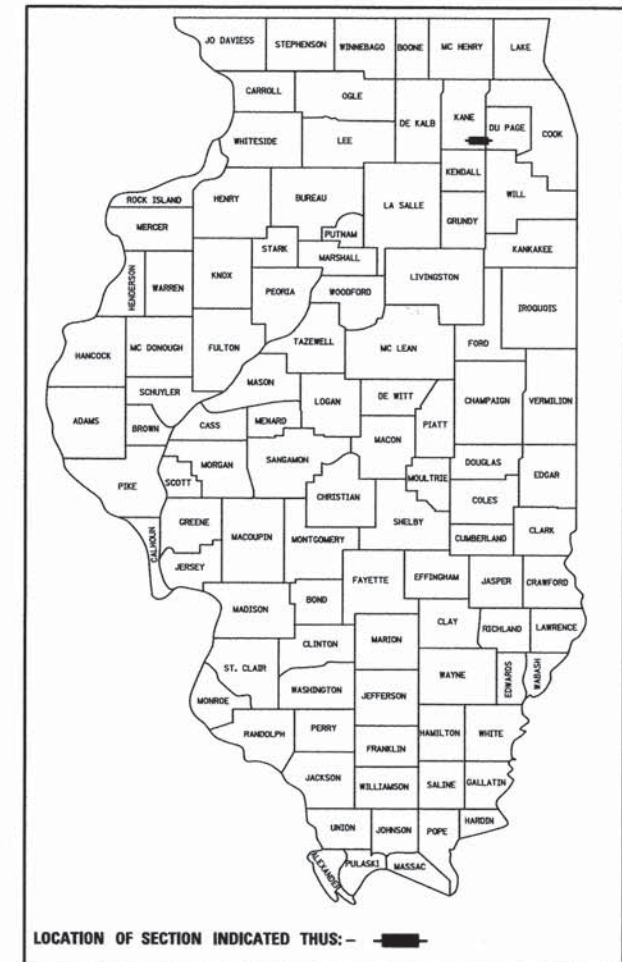 JO DAVIESS
STEPHENSON
WINNEBAGO
BOONE
MC HENRY
LAKE
CARROLL
OGLE
DE KALB
KANE
DU PAGE
COOK
WHITESIDE
LEE
KENDALL
WILL
ROCK ISLAND
HENRY
BUREAU
LA SALLE
GRUNDY
MERCER
PUTNAM
STARK
MARSHALL
KANKAKEE
HENDERSON
WARREN
KNOX
PEORIA
WOODFORD
LIVINGSTON
IROQUOIS
HANCOCK
MC DONOUGH
FULTON
TAZEWELL
MC LEAN
FORD
SCHUYLER
MASON
LOGAN
DE WITT
CHAMPAIGN
VERMILION
ADAMS
BROWN
CASS
MENARD
MACON
PIATT
PIKE
SCOTT
MORGAN
SANGAMON
CHRISTIAN
MOULTRIE
DOUGLAS
EDGAR
COLES
CALHOUN
GREENE
MACOUPIN
MONTGOMERY
SHELBY
CUMBERLAND
CLARK
JERSEY
FAYETTE
EFFINGHAM
JASPER
CRAWFORD
MADISON
BOND
CLAY
RICHLAND
LAWRENCE
CLINTON
MARION
ST. CLAIR
WASHINGTON
WAYNE
EDWARDS
WABASH
MONROE
JEFFERSON
RANDOLPH
PERRY
HAMILTON
WHITE
FRANKLIN
JACKSON
WILLIAMSON
SALINE
GALLATIN
UNION
JOHNSON
POPE
HARDIN
ALEXANDER
PULASKI
MASSAC
LOCATION OF SECTION INDICATED THUS: -